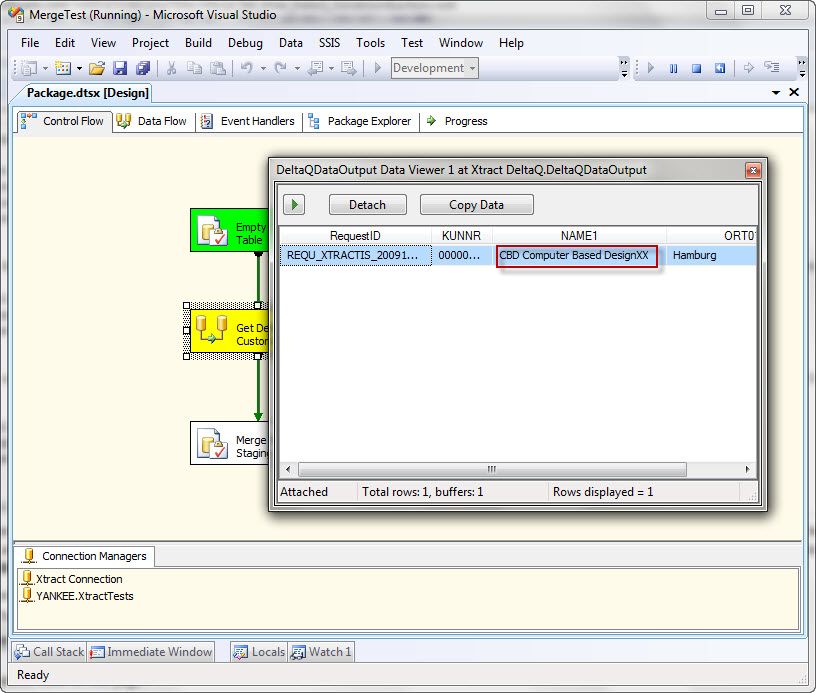 MergeTest (Running) - Microsoft Visual Studio
File Edit View Project Build Debug Data SSIS Tools Test Window Help
Development
Package.dtsx [Design]
Control Flow Data Flow Event Handlers Package Explorer Progress
DeltaQDataOutput Data Viewer 1 at Xtract DeltaQ.DeltaQDataOutput
Detach Copy Data
RequestID KUNNR NAME1 ORT01
REQU_XTRACTIS_20091... 00000... CBD Computer Based DesignXX Hamburg
Attached Total rows: 1, buffers: 1 Rows displayed = 1
Empty
Table
Get De
Custom
Merge
Staging
Connection Managers
Xtract Connection
YANKEE.XtractTests
Call Stack Immediate Window Locals Watch 1
Ready